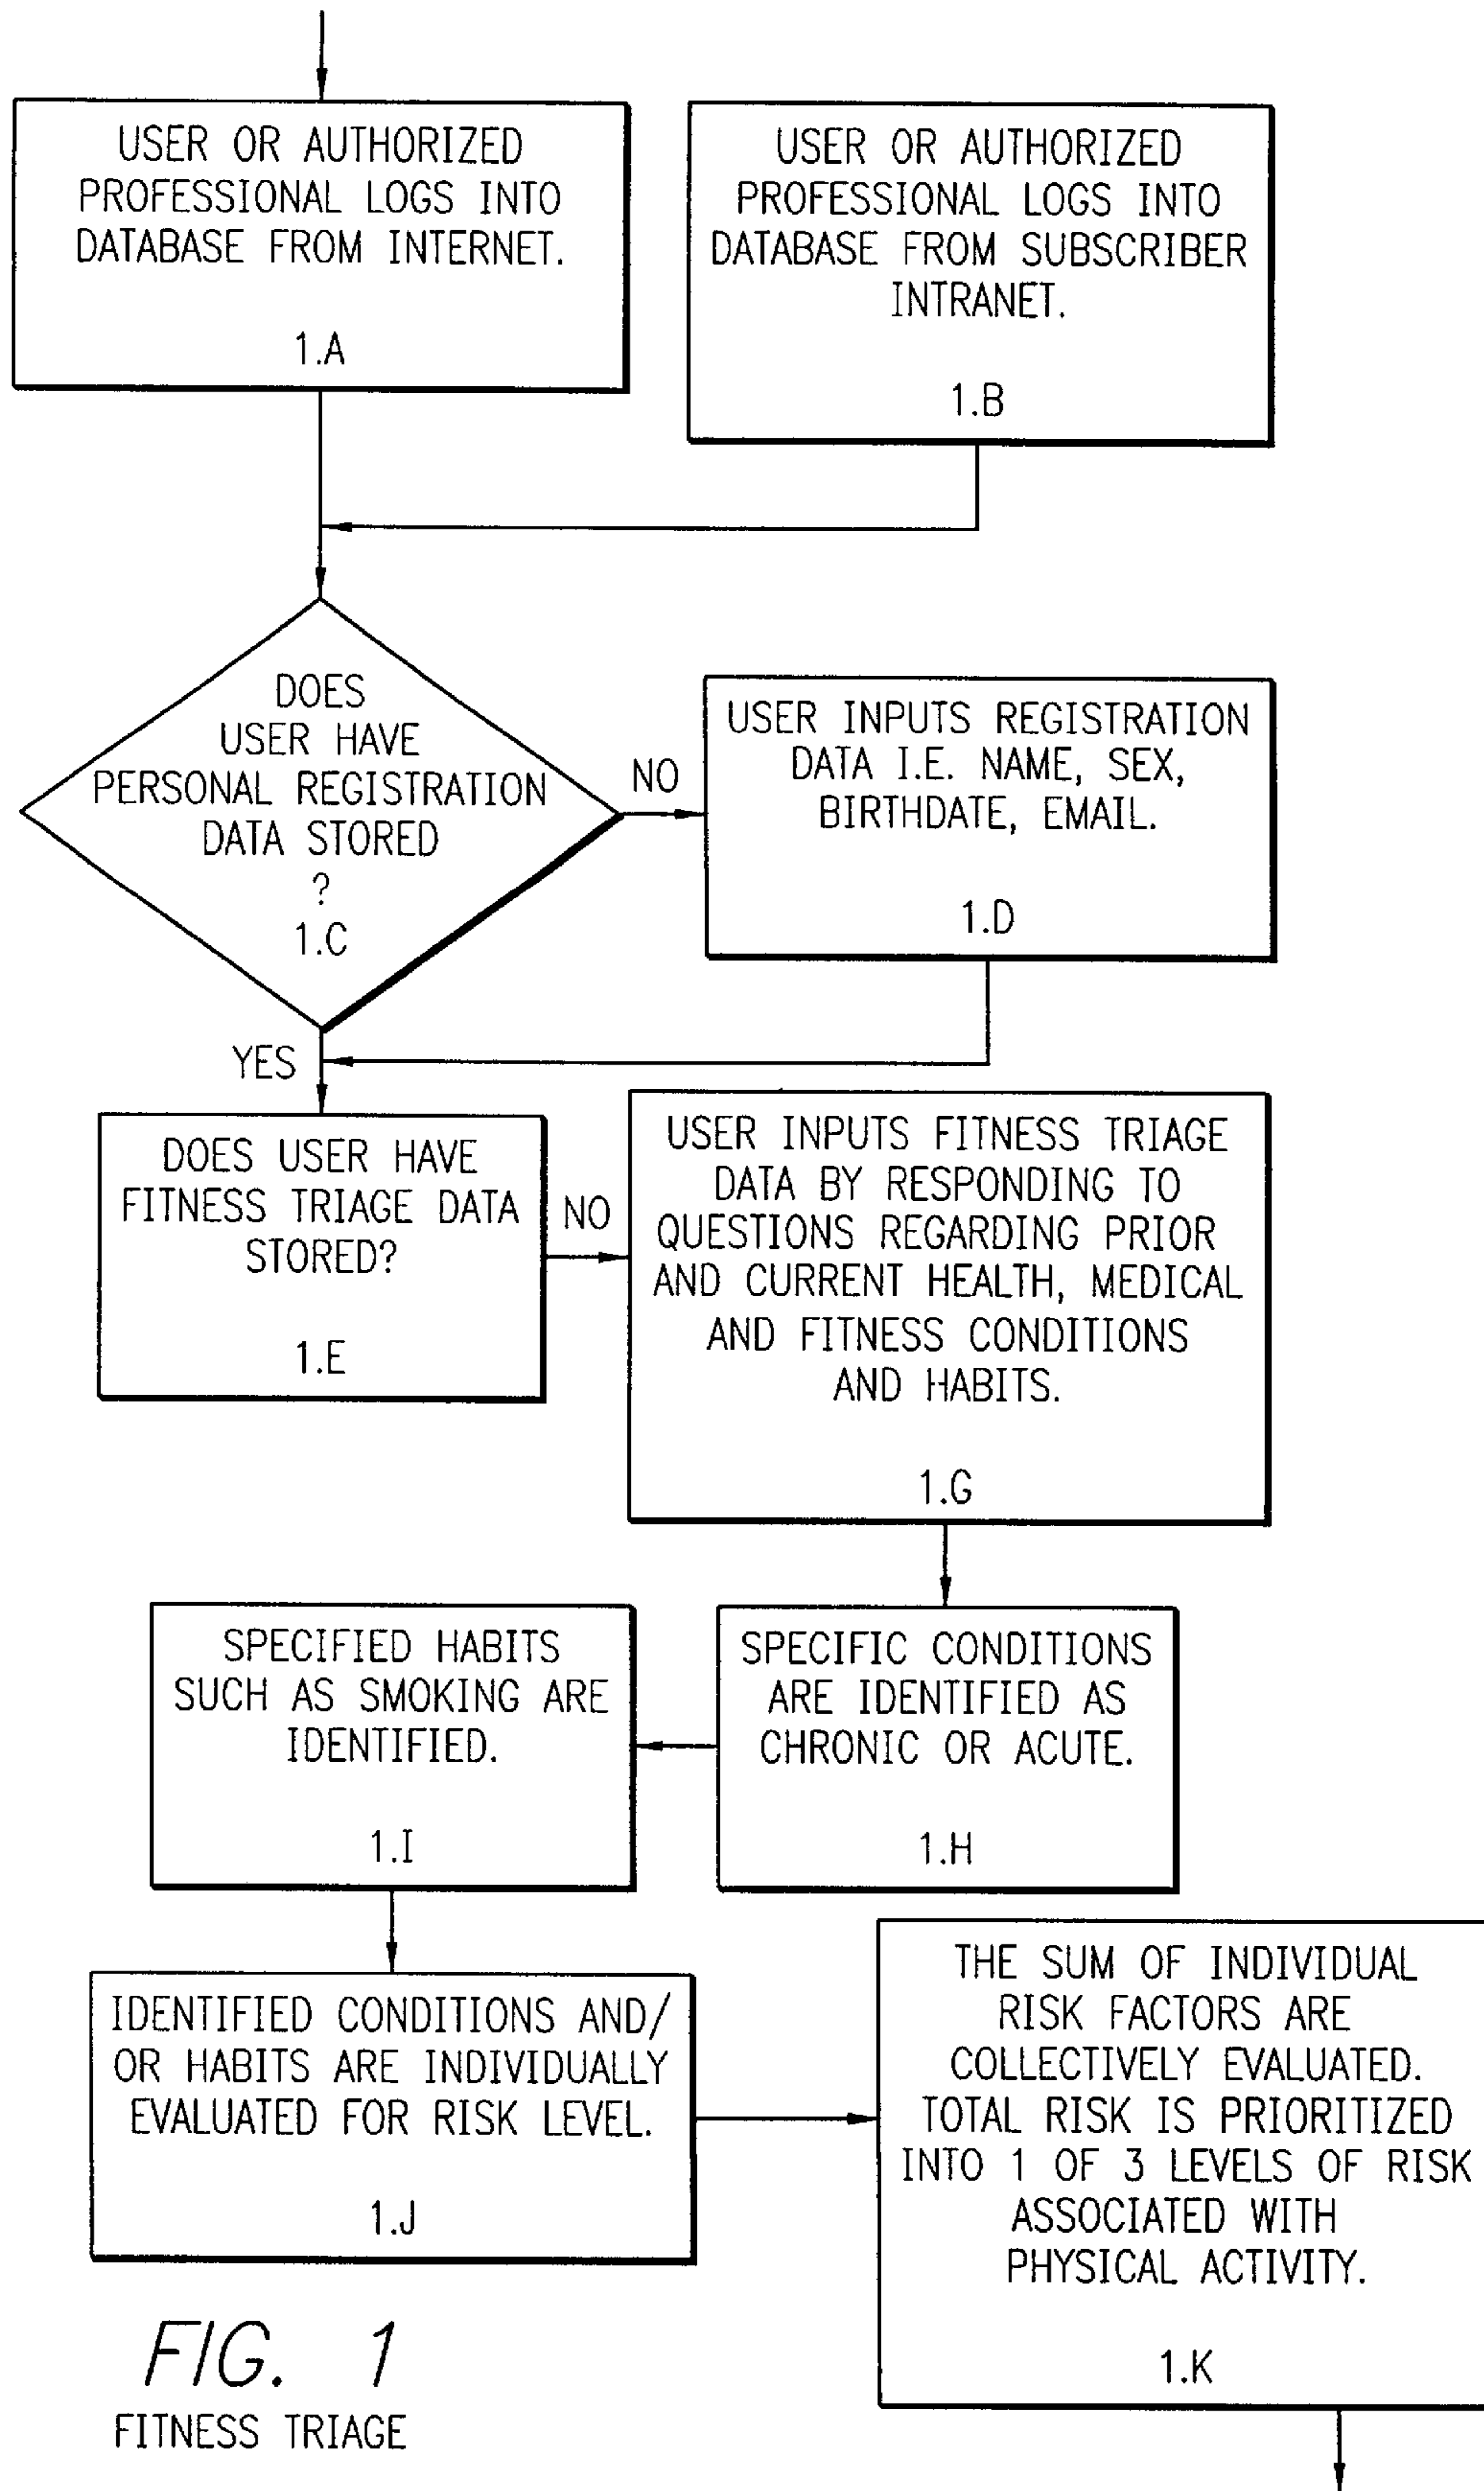 USER OR AUTHORIZED
PROFESSIONAL LOGS INTO
DATABASE FROM INTERNET.
1.A
USER OR AUTHORIZED
PROFESSIONAL LOGS INTO
DATABASE FROM SUBSCRIBER
INTRANET.
1.B
DOES
USER HAVE
PERSONAL REGISTRATION
DATA STORED
?
1.C
NO
USER INPUTS REGISTRATION
DATA I.E. NAME, SEX,
BIRTHDATE, EMAIL.
1.D
YES
DOES USER HAVE
FITNESS TRIAGE DATA
STORED?
1.E
NO
USER INPUTS FITNESS TRIAGE
DATA BY RESPONDING TO
QUESTIONS REGARDING PRIOR
AND CURRENT HEALTH, MEDICAL
AND FITNESS CONDITIONS
AND HABITS.
1.G
SPECIFIC CONDITIONS
ARE IDENTIFIED AS
CHRONIC OR ACUTE.
1.H
SPECIFIED HABITS
SUCH AS SMOKING ARE
IDENTIFIED.
1.I
IDENTIFIED CONDITIONS AND/
OR HABITS ARE INDIVIDUALLY
EVALUATED FOR RISK LEVEL.
1.J
THE SUM OF INDIVIDUAL
RISK FACTORS ARE
COLLECTIVELY EVALUATED.
TOTAL RISK IS PRIORITIZED
INTO 1 OF 3 LEVELS OF RISK
ASSOCIATED WITH
PHYSICAL ACTIVITY.
1.K
FIG. 1
FITNESS TRIAGE